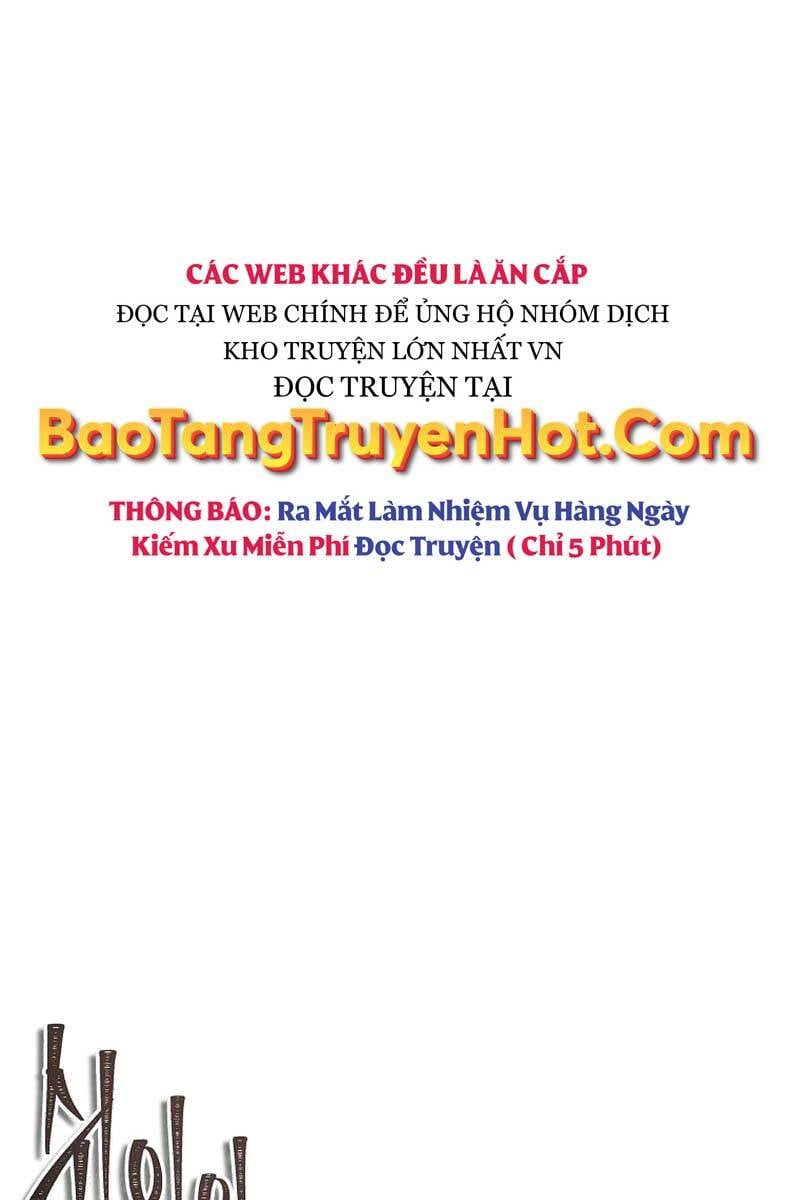 CÁC WEB KHÁC ĐỀU LÀ ĂN CẮP
ĐỌC TẠI WEB CHÍNH ĐỂ ỦNG HỘ NHÓM DỊCH
KHO TRUYỆN LỚN NHẤT VN
ĐỌC TRUYỆN TẠI
BaoTangTruyenHot.Com
THÔNG BÁO: Ra Mắt Làm Nhiệm Vụ Hàng Ngày
Kiếm Xu Miễn Phí Đọc Truyện ( Chỉ 5 Phút)